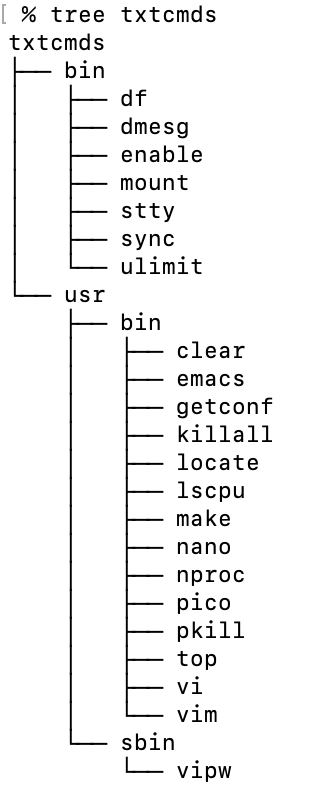 [ % tree txtcmds
txtcmds
├── bin
│   ├── df
│   ├── dmesg
│   ├── enable
│   ├── mount
│   ├── stty
│   ├── sync
│   └── ulimit
└── usr
    ├── bin
    │   ├── clear
    │   ├── emacs
    │   ├── getconf
    │   ├── killall
    │   ├── locate
    │   ├── lscpu
    │   ├── make
    │   ├── nano
    │   ├── nproc
    │   ├── pico
    │   ├── pkill
    │   ├── top
    │   ├── vi
    │   └── vim
    └── sbin
        └── vipw